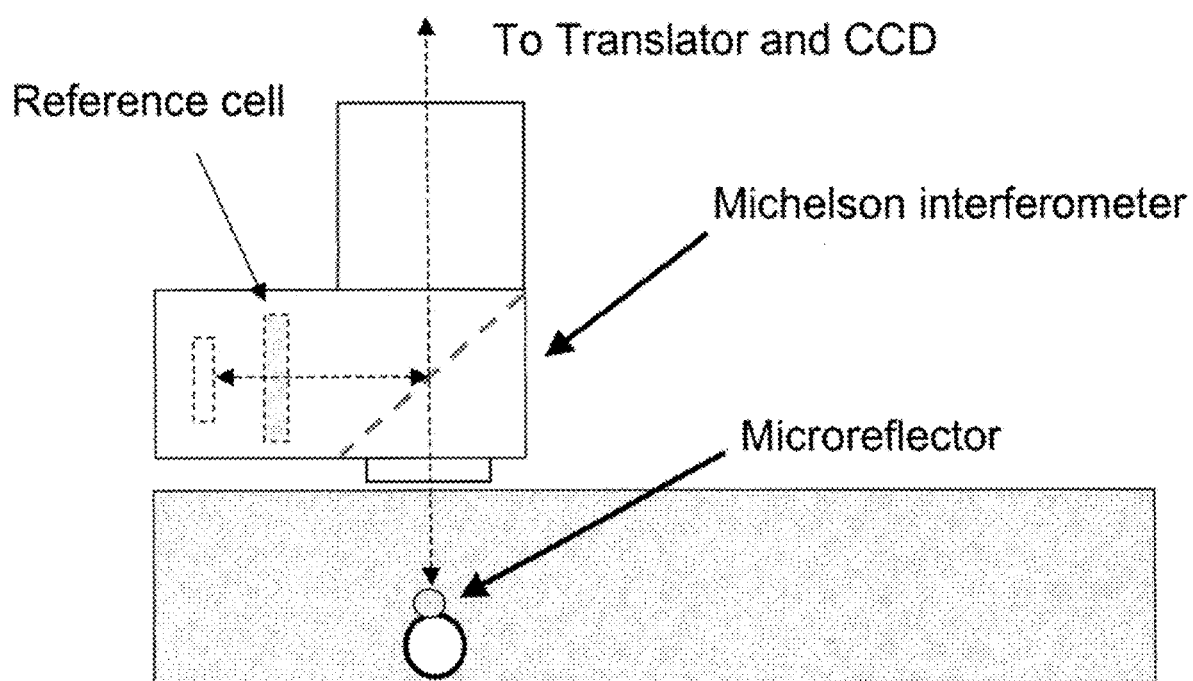 To Translator and CCD
Reference cell
Michelson interferometer
Microreflector